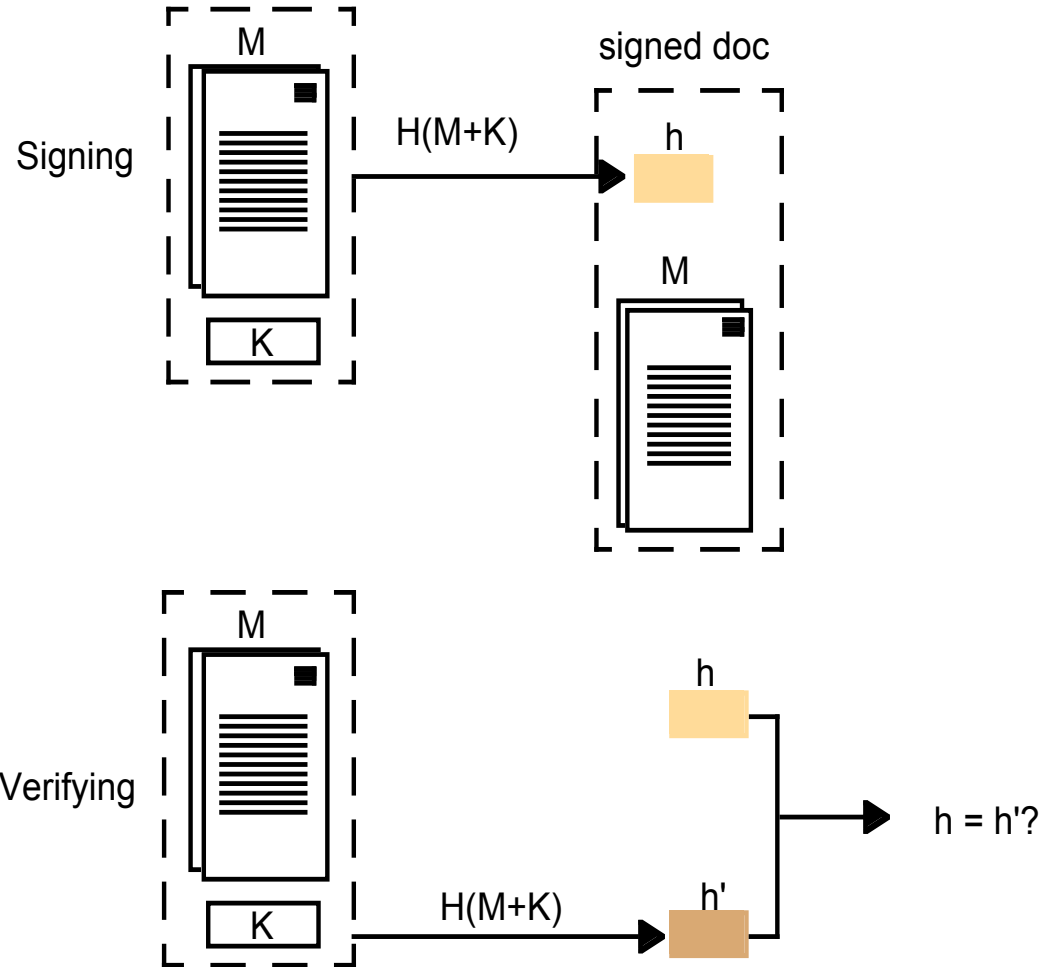 M
signed doc
Signing
H(M+K)
h
M
K
M
Verifying
h
h = h'?
K
H(M+K)
h'